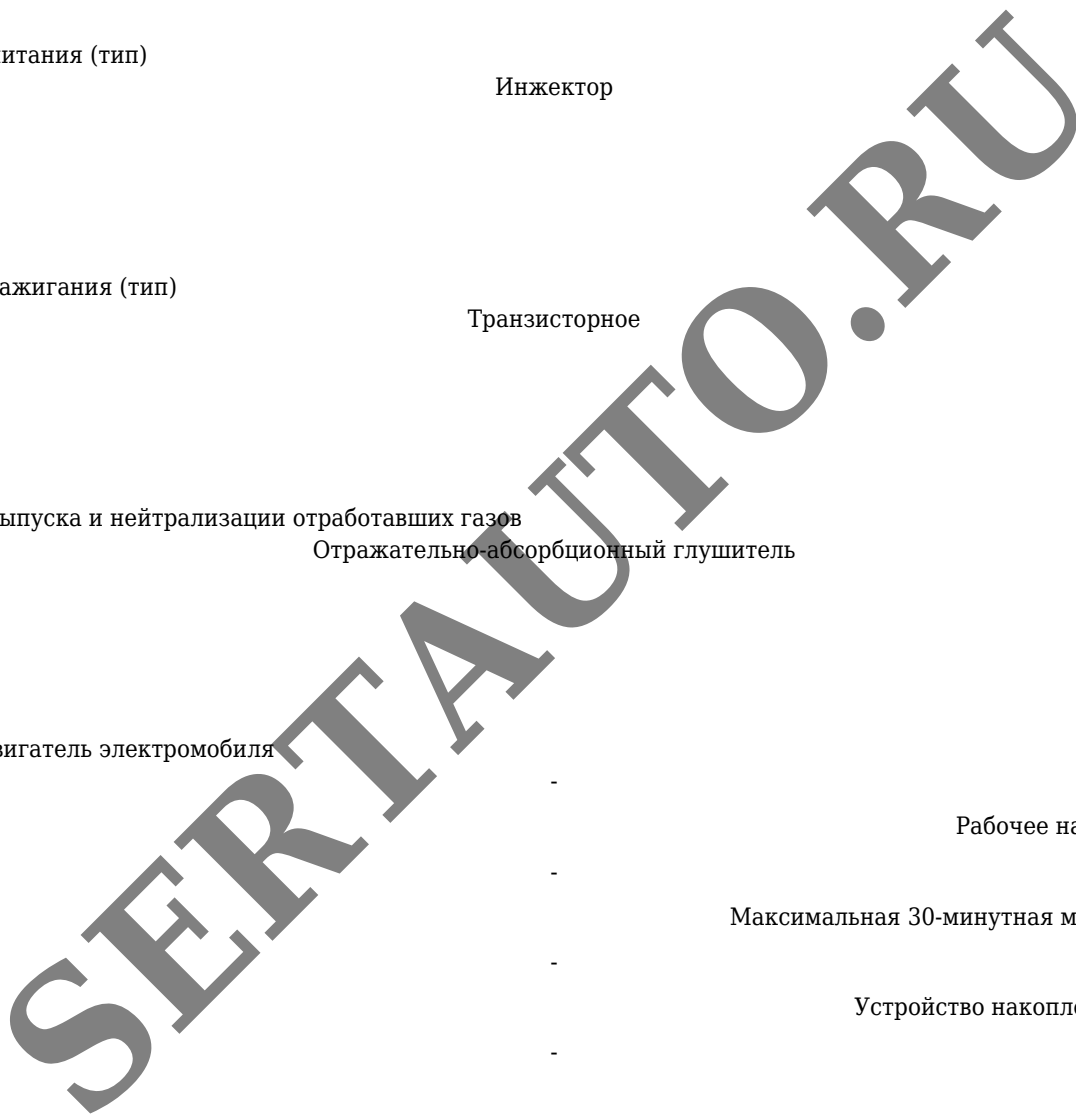 итания (тип)
Инжектор
ажигания (тип)
Транзисторное
ыпуска и нейтрализации отработавших газов
Отражательно-абсорбционный глушитель
вигатель электромобиля
-
Рабочее на
-
Максимальная 30-минутная м
-
Устройство накопле
-
SERTAUTO.RU